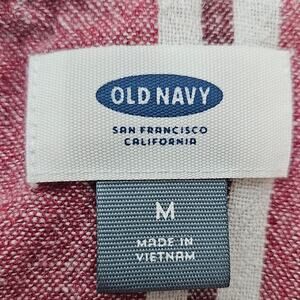 OLD NAVY
SAN FRANCISCO
CALIFORNIA
M
MADE IN
VIETNAM